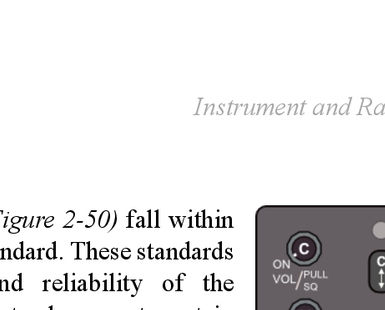 Instrument and Ra
Figure 2-50) fall within
ndard. These standards
nd reliability of the
C
ON
VOL/PULL
SQ
C